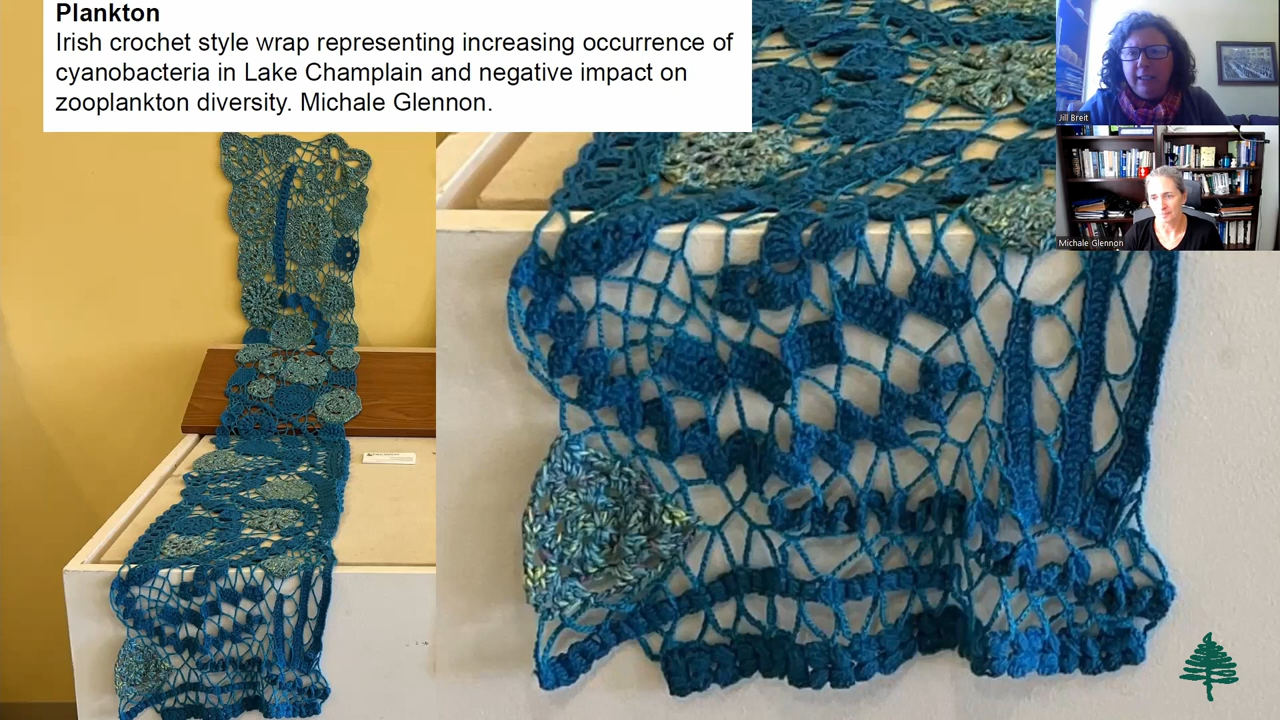 Plankton
Irish crochet style wrap representing increasing occurrence of
cyanobacteria in Lake Champlain and negative impact on
zooplankton diversity. Michale Glennon.
Jill Breit
Michale Glennon